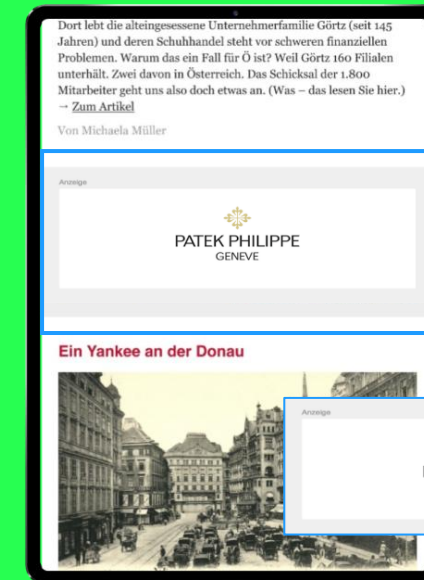 Dort lebt die alteingesessene Unternehmerfamilie Görtz (seit 145
Jahren) und deren Schuhhandel steht vor schweren finanziellen
Problemen. Warum das ein Fall für Ö ist? Weil Görtz 160 Filialen
unterhält. Zwei davon in Österreich. Das Schicksal der 1.800
Mitarbeiter geht uns also doch etwas an. (Was – das lesen Sie hier.)
→ Zum Artikel
Von Michaela Müller
Anzeige
PATEK PHILIPPE
GENEVE
Ein Yankee an der Donau
Anzeige